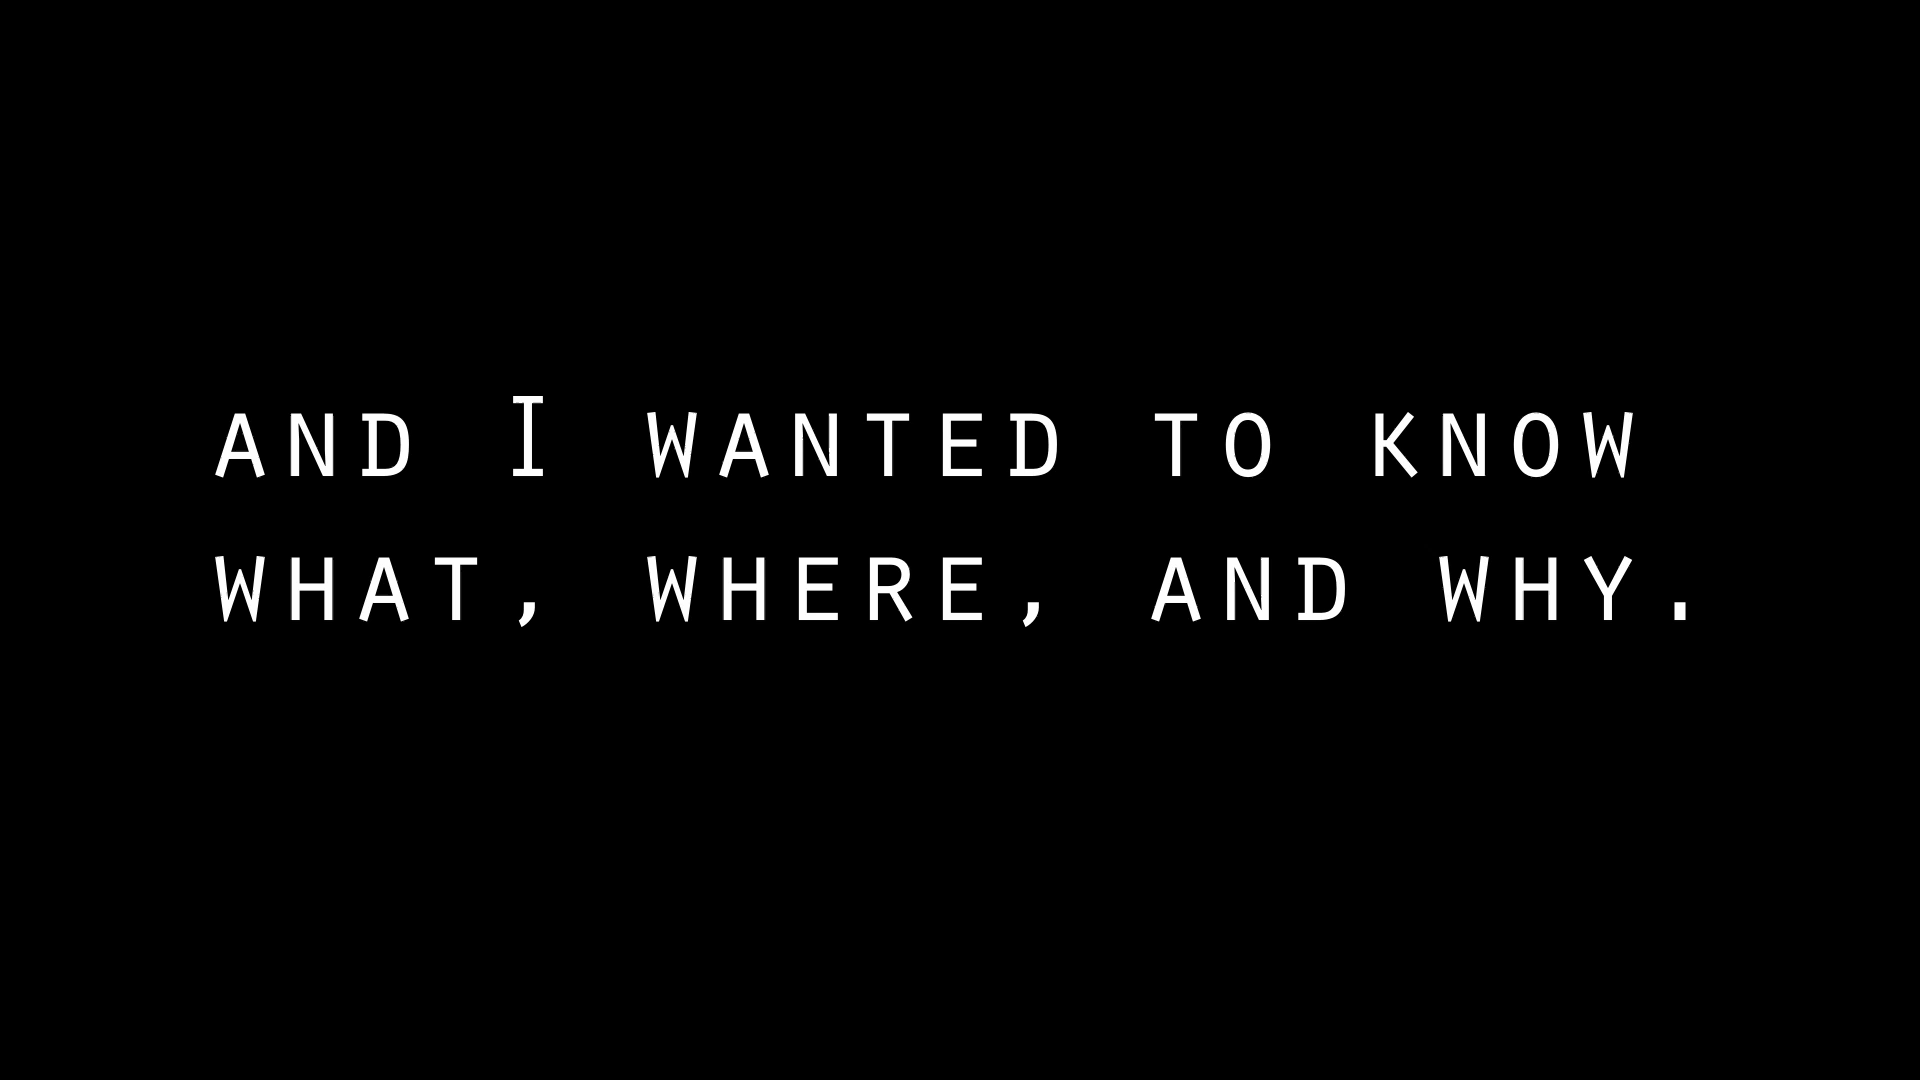 AND I WANTED TO KNOW
WHAT, WHERE, AND WHY.